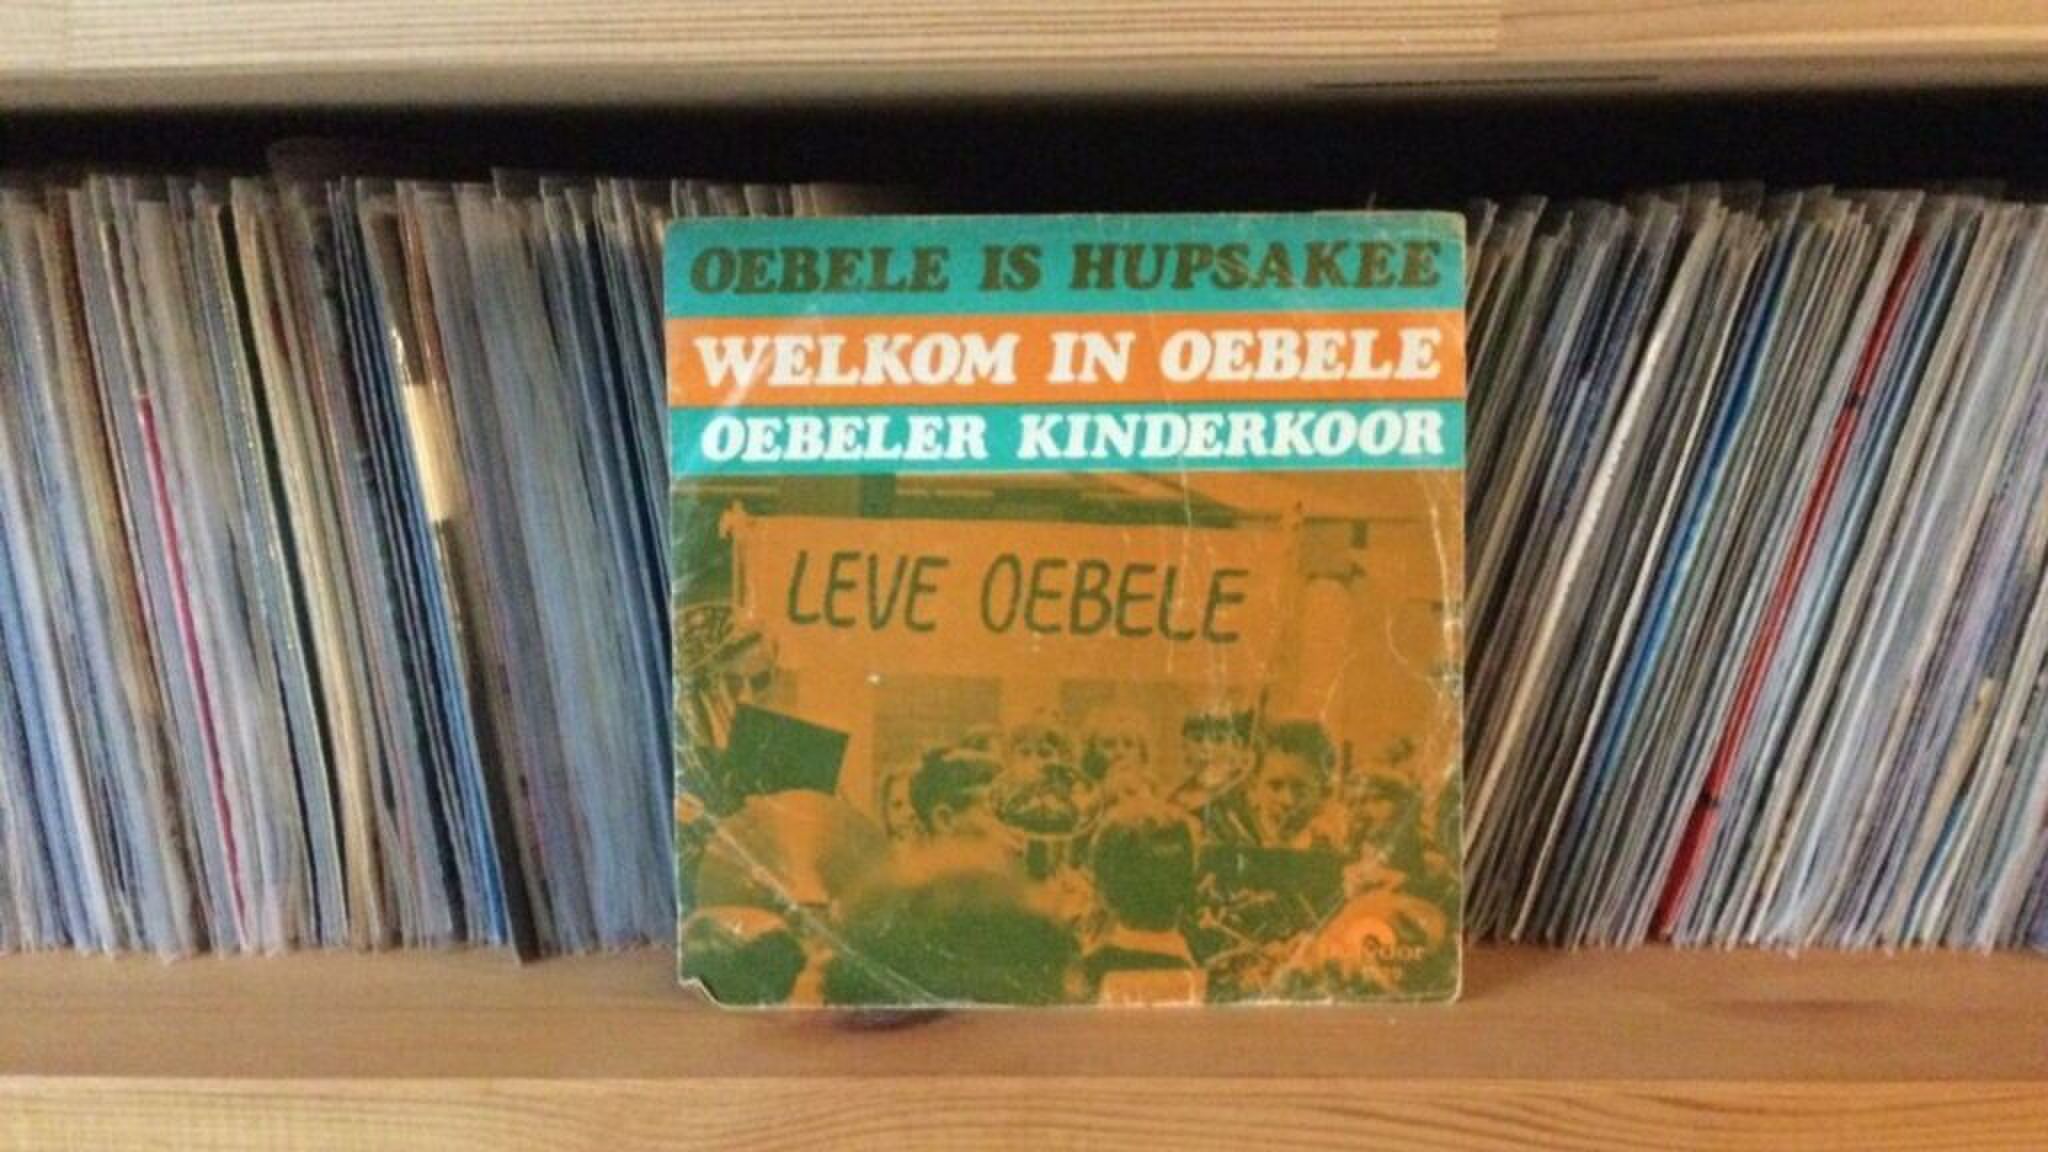 OEBELE IS HUPSAKEE
WELKOM IN OEBELE
OEBELER KINDERKOOR
LEVE OEBELE